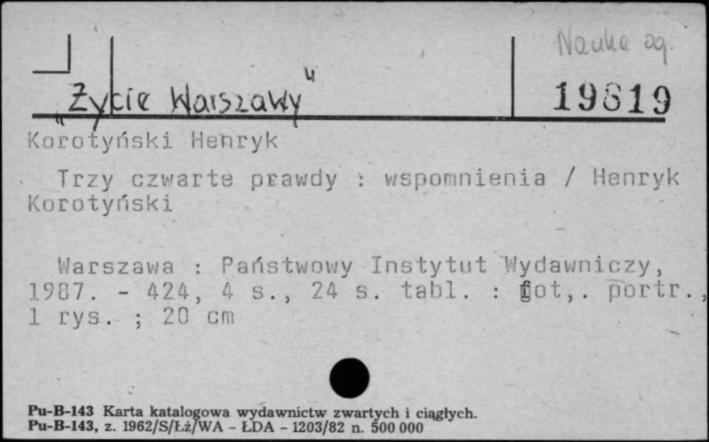 Nauka og.
„Życie Warszawy" 19619
Korotyński Henryk
Trzy czwarte prawdy : wspomnienia / Henryk
Korotyński
Warszawa : Państwowy Instytut Wydawniczy,
1987. - 424, 4 s., 24 s. tabl. : fot,. portr.,
1 rys. ; 20 cm
Pu-B-143 Karta katalogowa wydawnictw zwartych i ciągłych.
Pu-B-143, z. 1962/S/Łż/WA - ŁDA - 1203/82 n. 500 000